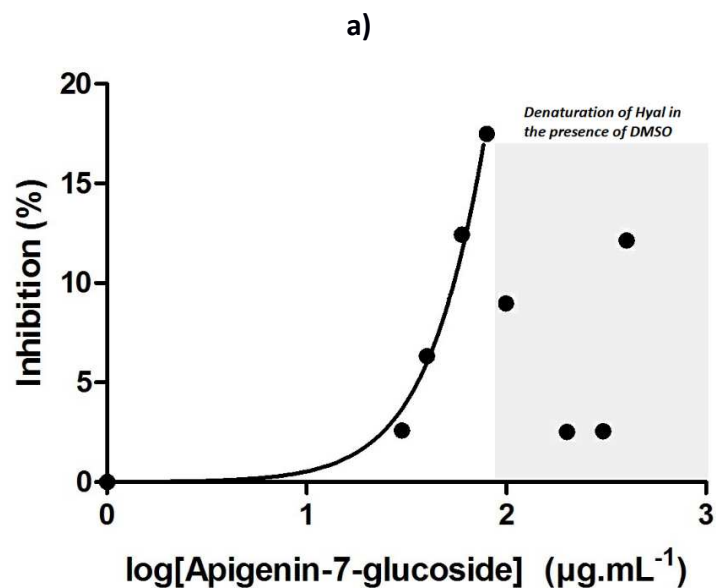 a)
20
Denaturation of Hyal in
the presence of DMSO
15
10
5
0
Inhibition (%)
0 1 2 3
log[Apigenin-7-glucoside] (µg.mL⁻¹)